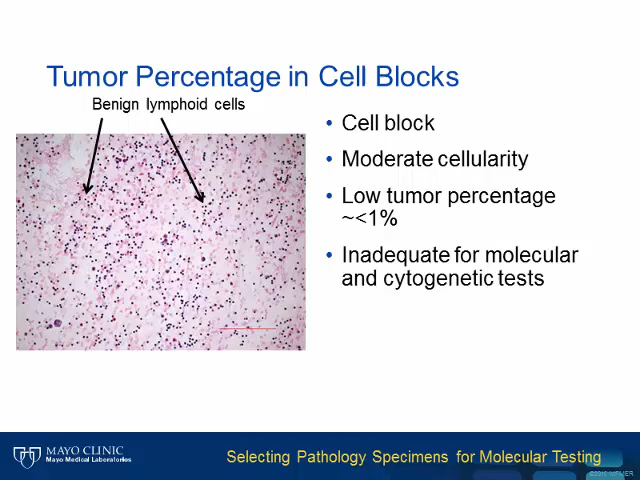 Tumor Percentage in Cell Blocks
Benign lymphoid cells
• Cell block
• Moderate cellularity
• Low tumor percentage
~<1%
• Inadequate for molecular
and cytogenetic tests
MAYO CLINIC
Mayo Medical Laboratories
Selecting Pathology Specimens for Molecular Testing